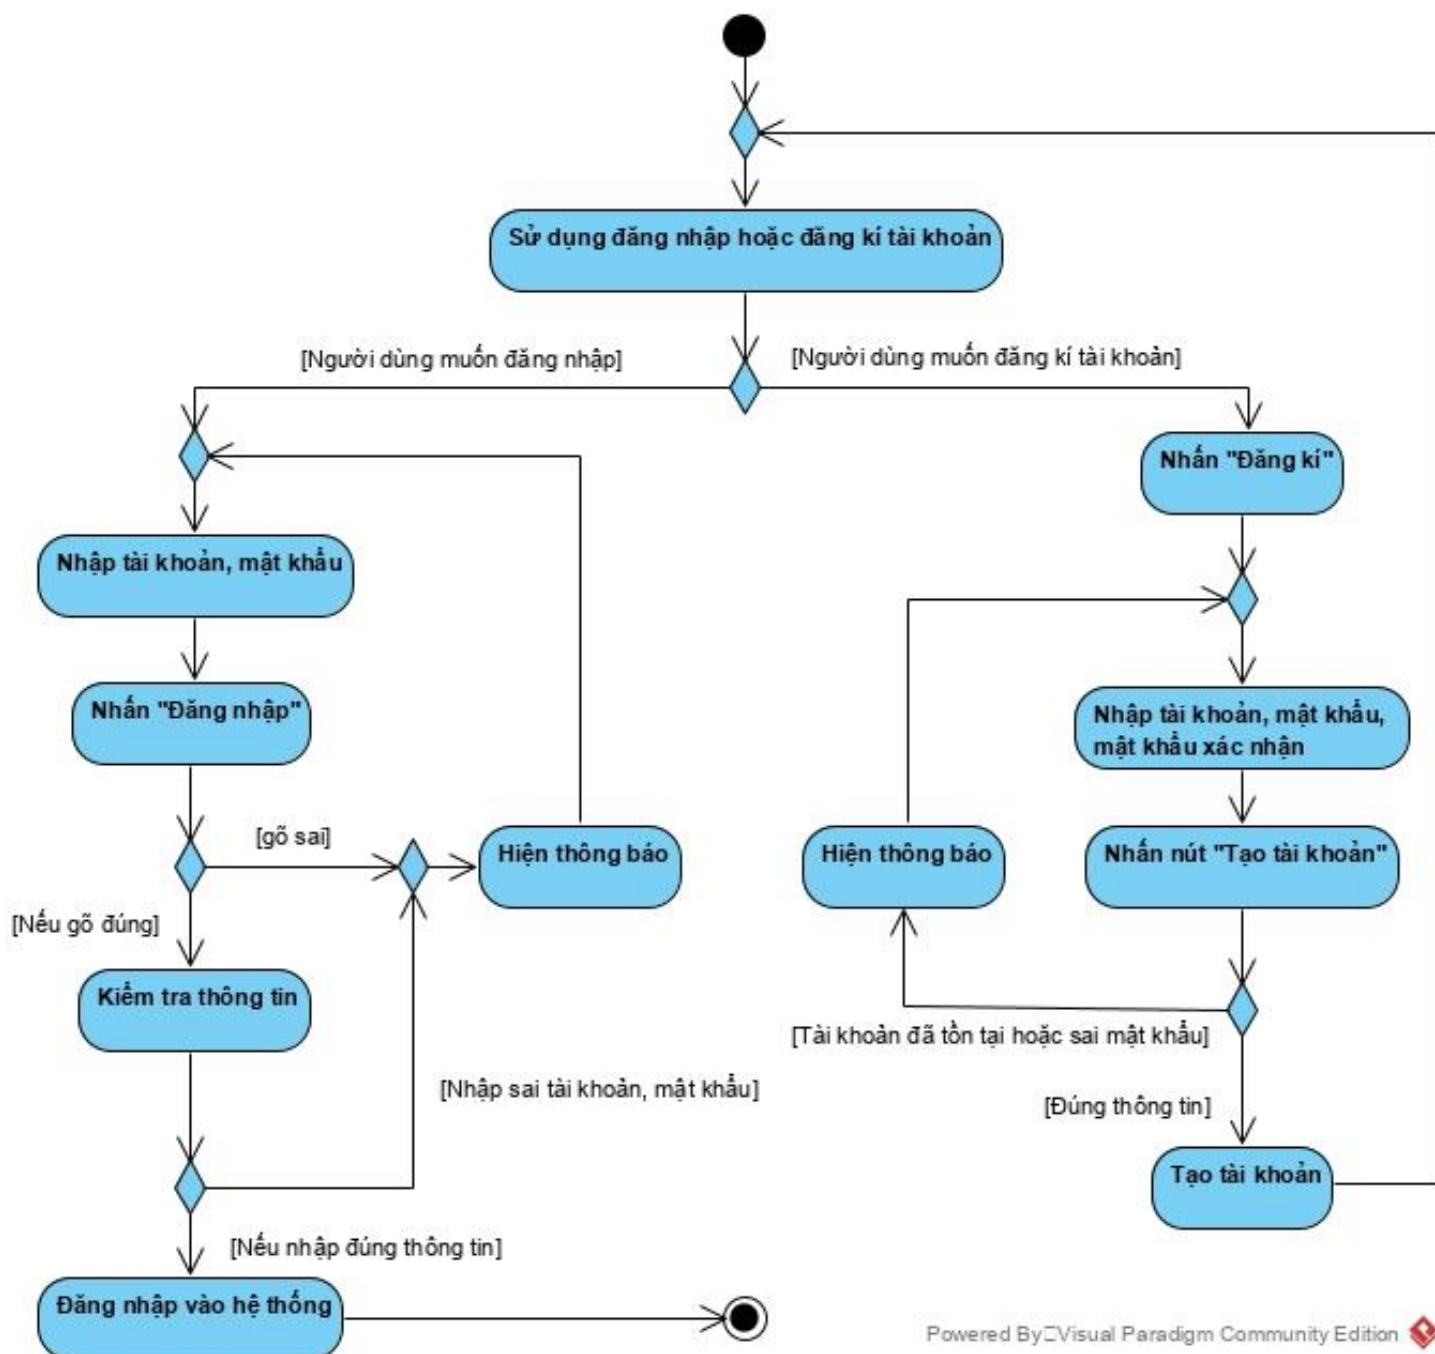 Sử dụng đăng nhập hoặc đăng kí tài khoản
[Người dùng muốn đăng nhập]
[Người dùng muốn đăng kí tài khoản]
Nhấn "Đăng kí"
Nhập tài khoản, mật khẩu
Nhấn "Đăng nhập"
Nhập tài khoản, mật khẩu,
mật khẩu xác nhận
[gõ sai]
Hiện thông báo
Hiện thông báo
Nhấn nút "Tạo tài khoản"
[Nếu gõ đúng]
Kiểm tra thông tin
[Tài khoản đã tồn tại hoặc sai mật khẩu]
[Nhập sai tài khoản, mật khẩu]
[Đúng thông tin]
Tạo tài khoản
[Nếu nhập đúng thông tin]
Đăng nhập vào hệ thống
Powered By Visual Paradigm Community Edition